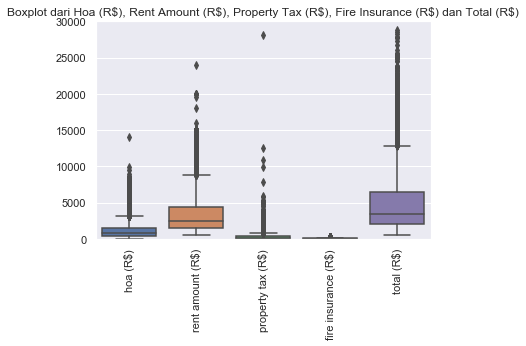 Boxplot dari Hoa (R$), Rent Amount (R$), Property Tax (R$), Fire Insurance (R$) dan Total (R$)
30000
25000
20000
15000
10000
5000
0
hoa (R$)
rent amount (R$)
property tax (R$)
fire insurance (R$)
total (R$)